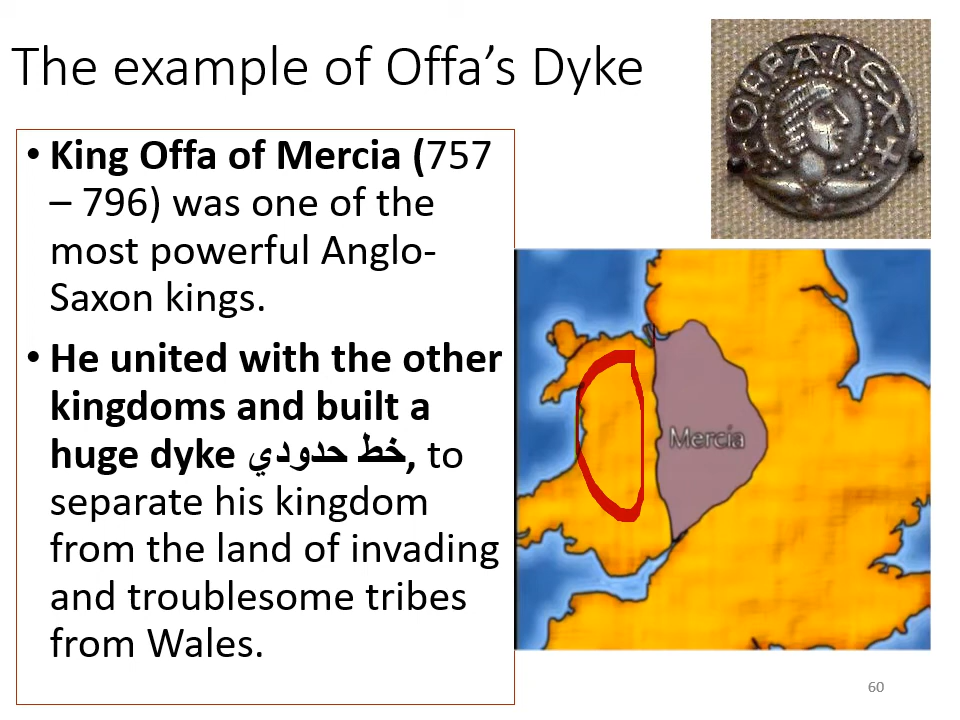 The example of Offa’s Dyke
OFFA·REX
• King Offa of Mercia (757
– 796) was one of the
most powerful Anglo-
Saxon kings.
• He united with the other
kingdoms and built a
huge dyke خط حدودي, to
separate his kingdom
from the land of invading
and troublesome tribes
from Wales.
Mercia
60